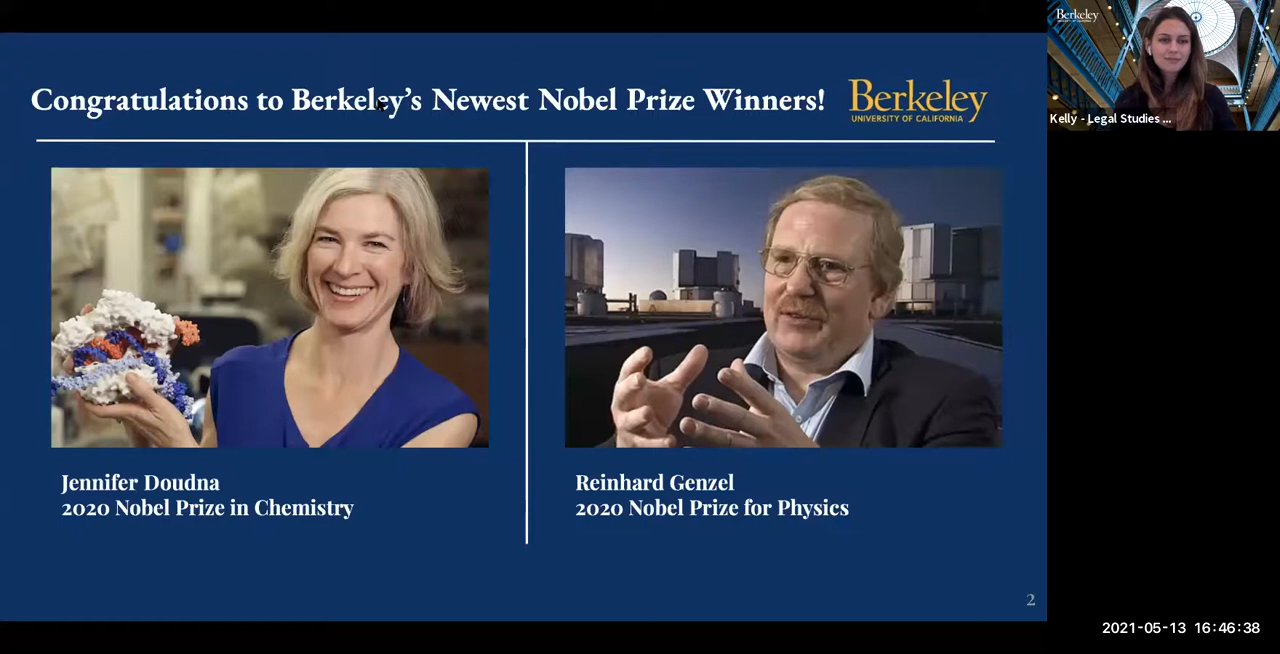 Congratulations to Berkeley's Newest Nobel Prize Winners!
Berkeley
UNIVERSITY OF CALIFORNIA
Jennifer Doudna
2020 Nobel Prize in Chemistry
Reinhard Genzel
2020 Nobel Prize for Physics
2
Berkeley
Kelly - Legal Studies ...
2021-05-13 16:46:38